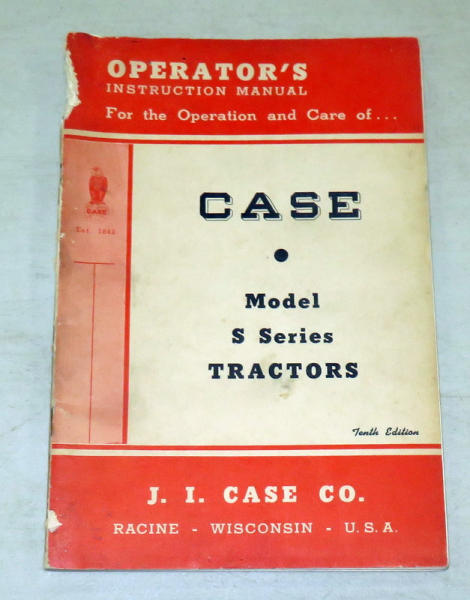 OPERATOR'S
INSTRUCTION MANUAL
For the Operation and Care of...
CASE
Est. 1842
CASE
Model
S Series
TRACTORS
Tenth Edition
J. I. CASE CO.
RACINE - WISCONSIN - U.S.A.